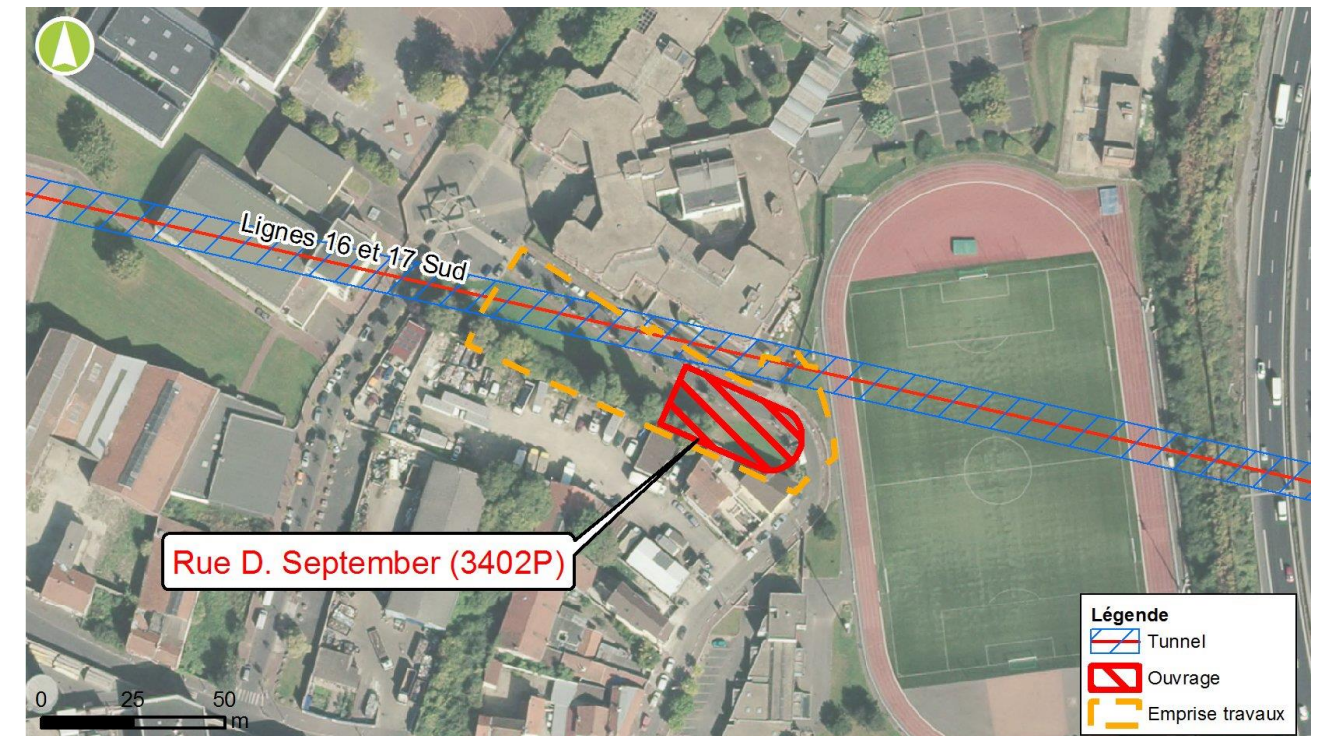 Lignes 16 et 17 Sud
Rue D. September (3402P)
Légende
Tunnel
Ouvrage
Emprise travaux
0 25 50
m